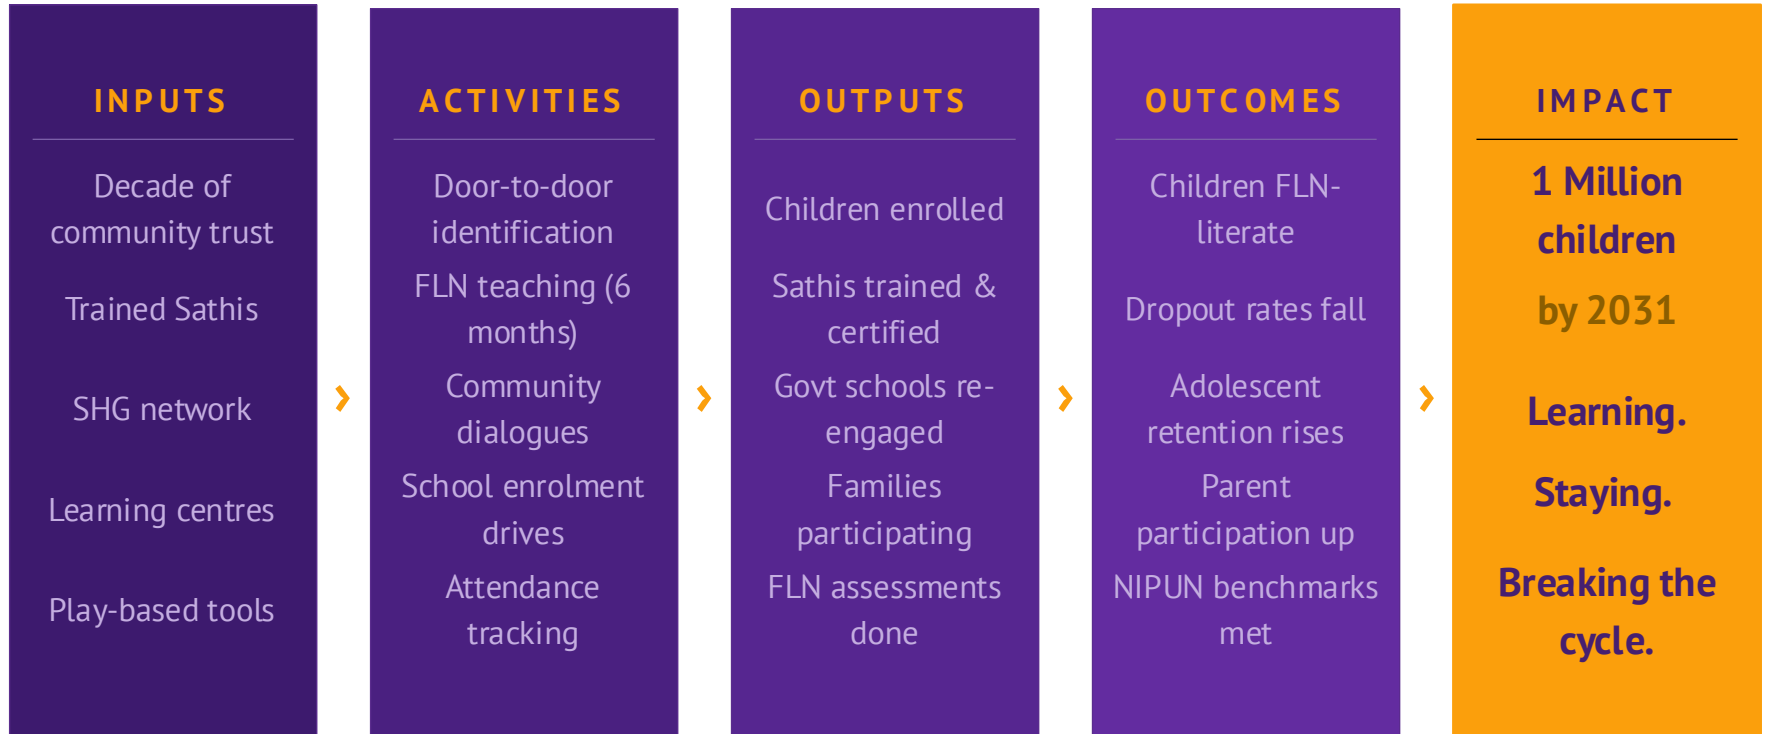 INPUTS
Decade of
community trust
Trained Sathis
SHG network
Learning centres
Play-based tools
›
ACTIVITIES
Door-to-door
identification
FLN teaching (6
months)
Community
dialogues
School enrolment
drives
Attendance
tracking
›
OUTPUTS
Children enrolled
Sathis trained &
certified
Govt schools re-
engaged
Families
participating
FLN assessments
done
›
OUTCOMES
Children FLN-
literate
Dropout rates fall
Adolescent
retention rises
Parent
participation up
NIPUN benchmarks
met
›
IMPACT
1 Million
children
by 2031
Learning.
Staying.
Breaking the
cycle.